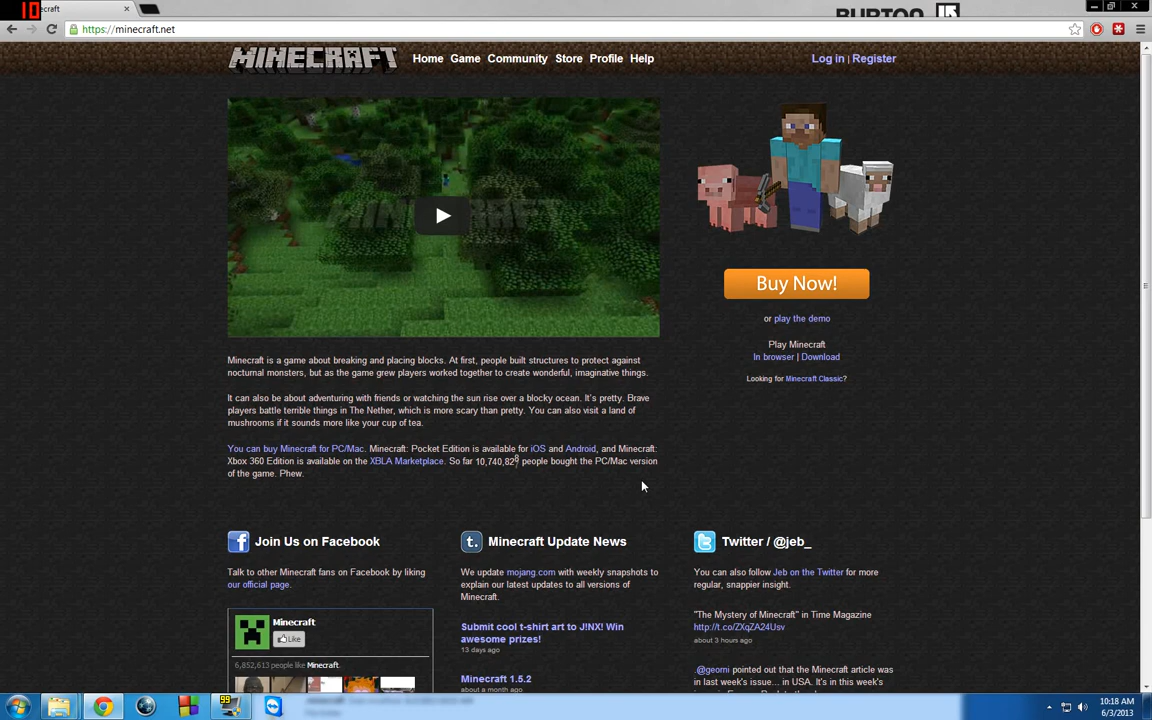 ecraft
BURTON
https://minecraft.net
MINECRAFT Home Game Community Store Profile Help Log in | Register
MINECRAFT
Buy Now!
or play the demo
Play Minecraft
In browser | Download
Looking for Minecraft Classic?
Minecraft is a game about breaking and placing blocks. At first, people built structures to protect against
nocturnal monsters, but as the game grew players worked together to create wonderful, imaginative things.
It can also be about adventuring with friends or watching the sun rise over a blocky ocean. It's pretty. Brave
players battle terrible things in The Nether, which is more scary than pretty. You can also visit a land of
mushrooms if it sounds more like your cup of tea.
You can buy Minecraft for PC/Mac. Minecraft: Pocket Edition is available for iOS and Android, and Minecraft:
Xbox 360 Edition is available on the XBLA Marketplace. So far people bought the PC/Mac version
of the game. Phew.
Join Us on Facebook
Talk to other Minecraft fans on Facebook by liking
our official page.
Minecraft
Like
6,852,613 people like Minecraft.
Minecraft Update News
We update mojang.com with weekly snapshots to
explain our latest updates to all versions of
Minecraft.
Submit cool t-shirt art to J!NX! Win
awesome prizes!
13 days ago
Minecraft 1.5.2
about a month ago
Twitter / @jeb_
You can also follow Jeb on the Twitter for more
regular, snappier insight.
"The Mystery of Minecraft" in Time Magazine
http://t.co/ZXqZA24Usv
about 3 hours ago
.@geomi pointed out that the Minecraft article was
in last week's issue... in USA. It's in this week's
99
10:18 AM
6/3/2013